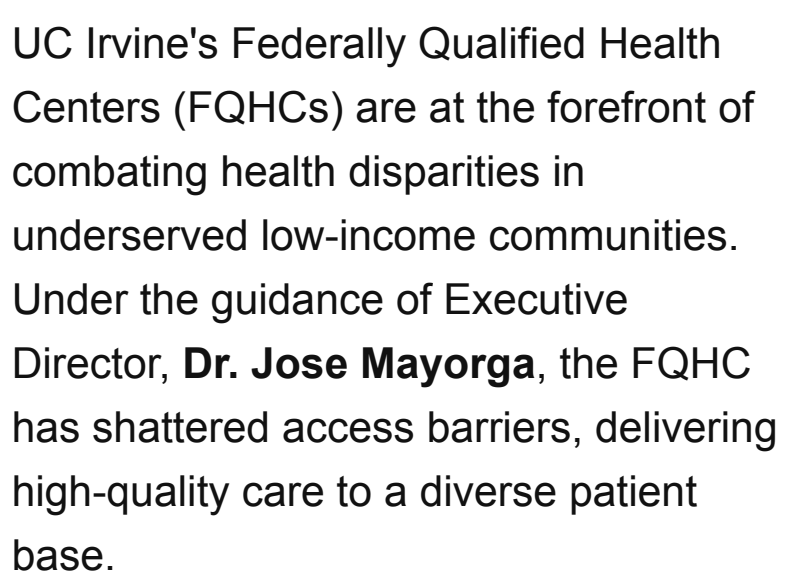 UC Irvine's Federally Qualified Health
Centers (FQHCs) are at the forefront of
combating health disparities in
underserved low-income communities.
Under the guidance of Executive
Director, Dr. Jose Mayorga, the FQHC
has shattered access barriers, delivering
high-quality care to a diverse patient
base.